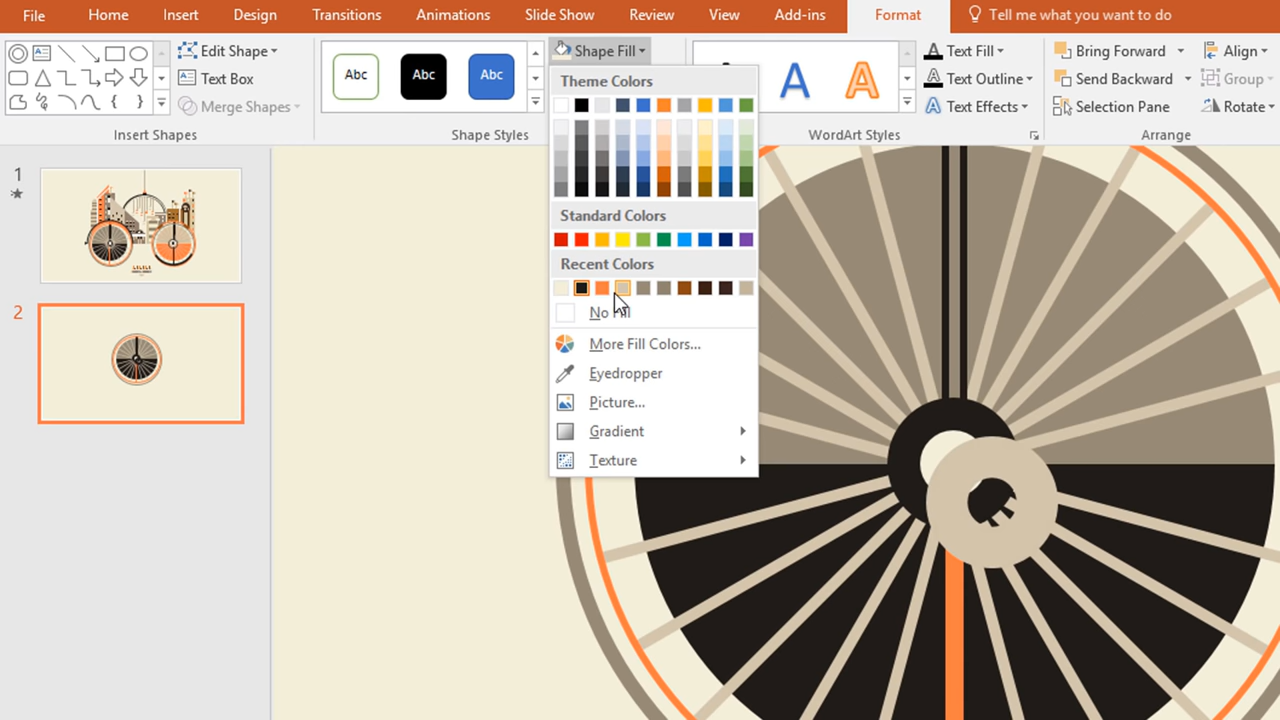 File Home Insert Design Transitions Animations Slide Show Review View Add-ins Format Tell me what you want to do
Edit Shape
Text Box
Merge Shapes
Insert Shapes
Abc Abc Abc
Shape Styles
Shape Fill
Theme Colors
Standard Colors
Recent Colors
No Fill
More Fill Colors...
Eyedropper
Picture...
Gradient
Texture
A A
WordArt Styles
A Text Fill
A Text Outline
A Text Effects
Bring Forward
Send Backward
Selection Pane
Align
Group
Rotate
Arrange
1
2